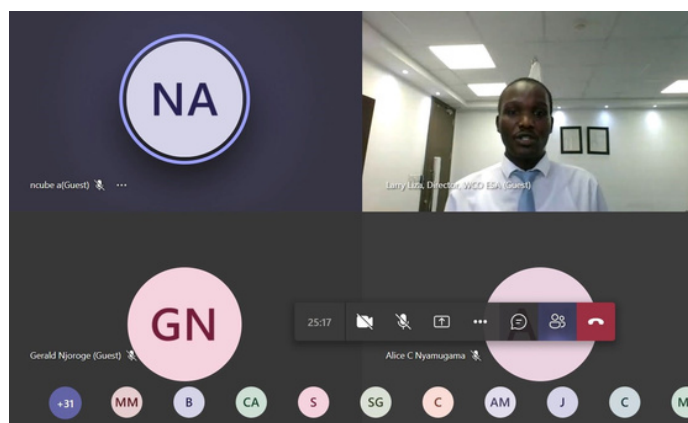 NA
ncube a(Guest)
Larry Liza, Director, WCO ESA (Guest)
GN
25:17
Gerald Njoroge (Guest)
Alice C Nyamugama
+31
MM
B
CA
S
SG
C
AM
J
C
M